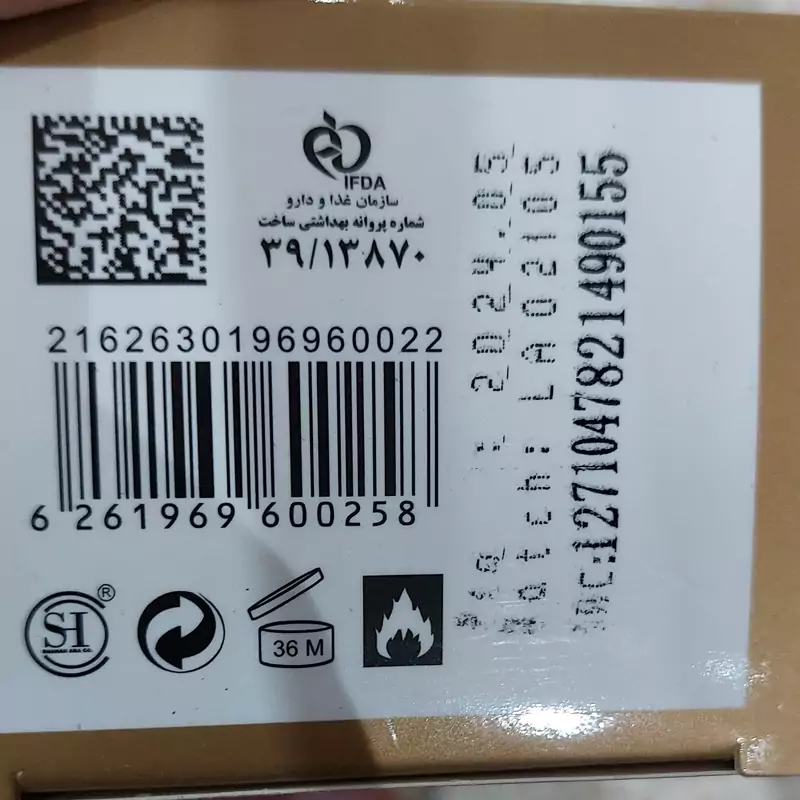 IFDA
سازمان غذا و دارو
شماره پروانه بهداشتی ساخت
۳۹/۱۳۸۷۰
2162630196960022
6 261969 600258
SI
®
36 M
2024.05
LA02105
1271047821490155